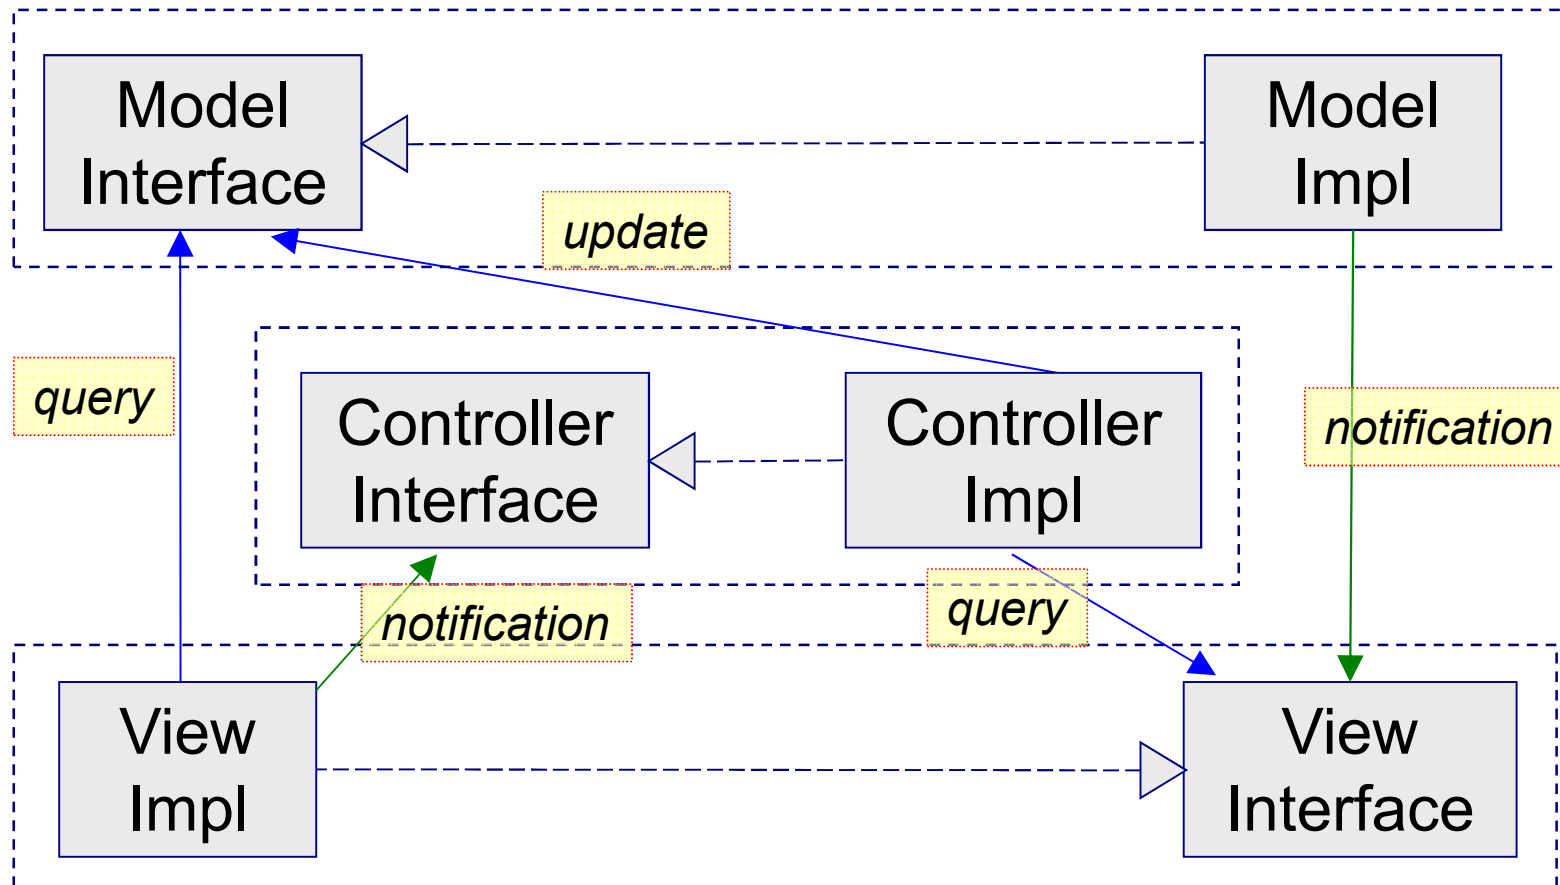 Model
Interface
Model
Impl
update
query
Controller
Interface
Controller
Impl
notification
notification
query
View
Impl
View
Interface